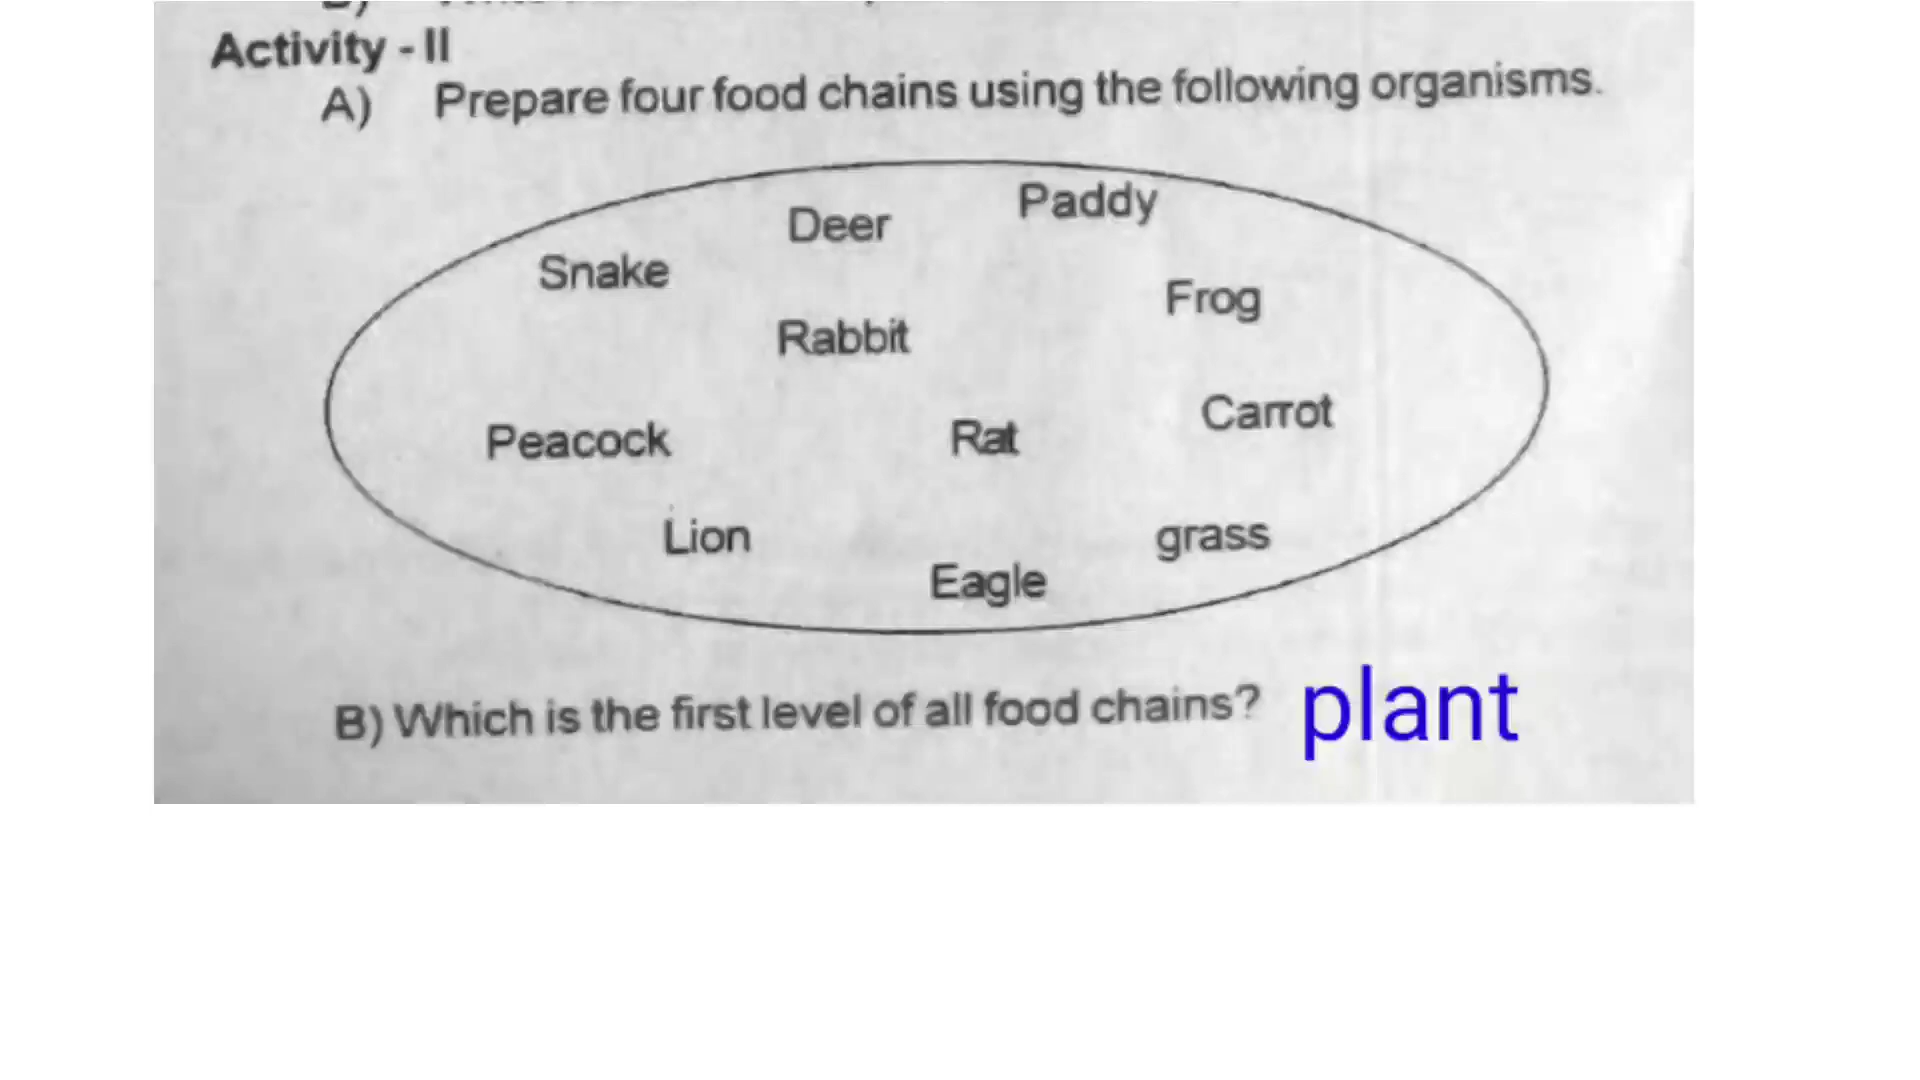 Activity - II
A) Prepare four food chains using the following organisms.
Deer Paddy
Snake
Frog
Rabbit
Carrot
Peacock Rat
Lion grass
Eagle
B) Which is the first level of all food chains? plant